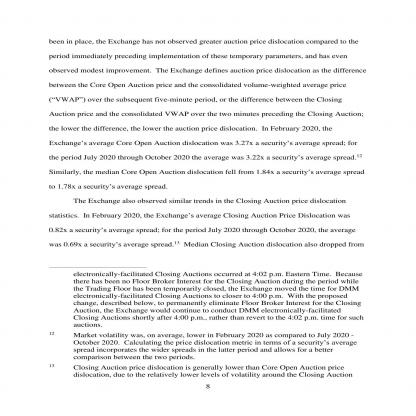 been in place, the Exchange has not observed greater auction price dislocation compared to the
period immediately preceding implementation of these temporary parameters, and has even
observed modest improvement. The Exchange defines auction price dislocation as the difference
between the Core Open Auction price and the consolidated volume-weighted average price
(“VWAP”) over the subsequent five-minute period, or the difference between the Closing
Auction price and the consolidated VWAP over the two minutes preceding the Closing Auction;
the lower the difference, the lower the auction price dislocation. In February 2020, the
Exchange’s average Core Open Auction dislocation was 3.27x a security’s average spread; for
the period July 2020 through October 2020 the average was 3.22x a security’s average spread.12
Similarly, the median Core Open Auction dislocation fell from 1.84x a security’s average spread
to 1.78x a security’s average spread.
The Exchange also observed similar trends in the Closing Auction price dislocation
statistics. In February 2020, the Exchange’s average Closing Auction Price Dislocation was
0.82x a security’s average spread; for the period July 2020 through October 2020, the average
was 0.69x a security’s average spread.13 Median Closing Auction dislocation also dropped from
electronically-facilitated Closing Auctions occurred at 4:02 p.m. Eastern Time. Because
there has been no Floor Broker Interest for the Closing Auction during the period while
the Trading Floor has been temporarily closed, the Exchange moved the time for DMM
electronically-facilitated Closing Auctions to closer to 4:00 p.m. With the proposed
change, described below, to permanently eliminate Floor Broker Interest for the Closing
Auction, the Exchange would continue to conduct DMM electronically-facilitated
Closing Auctions shortly after 4:00 p.m., rather than revert to the 4:02 p.m. time for such
auctions.
12 Market volatility was, on average, lower in February 2020 as compared to July 2020 -
October 2020. Calculating the price dislocation metric in terms of a security’s average
spread incorporates the wider spreads in the latter period and allows for a better
comparison between the two periods.
13 Closing Auction price dislocation is generally lower than Core Open Auction price
dislocation, due to the relatively lower levels of volatility around the Closing Auction
8